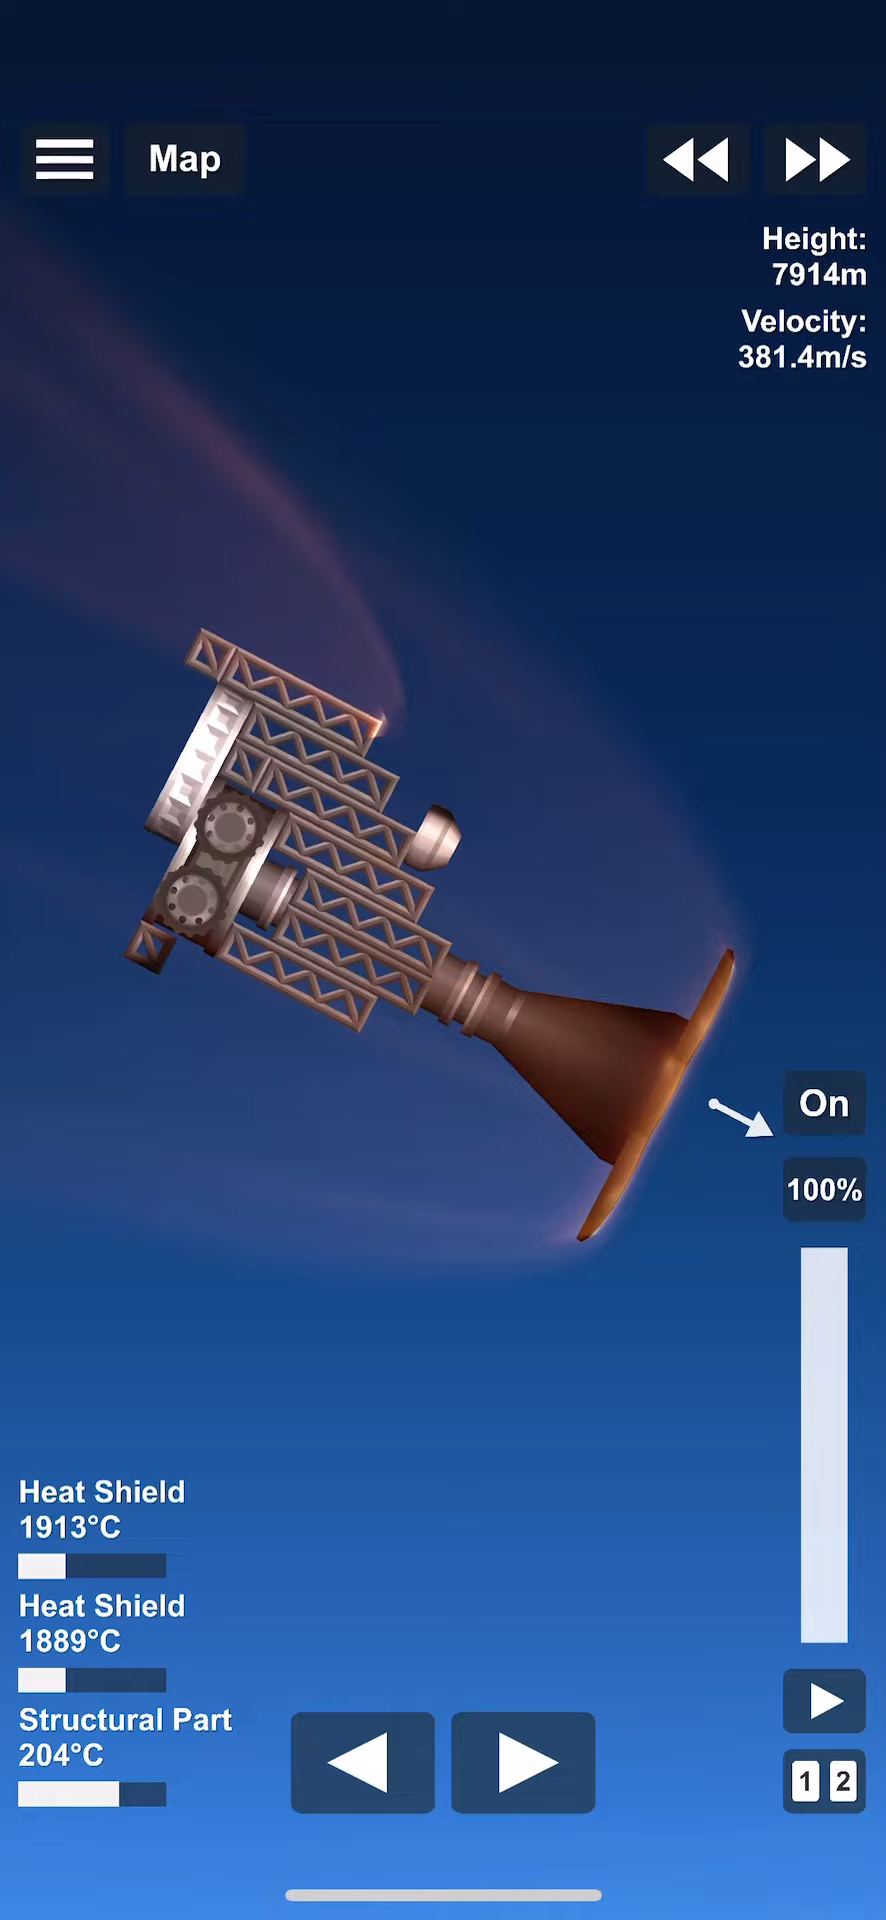 Map
Height:
7914m
Velocity:
381.4m/s
On
100%
Heat Shield
1913°C
Heat Shield
1889°C
Structural Part
204°C
1 2